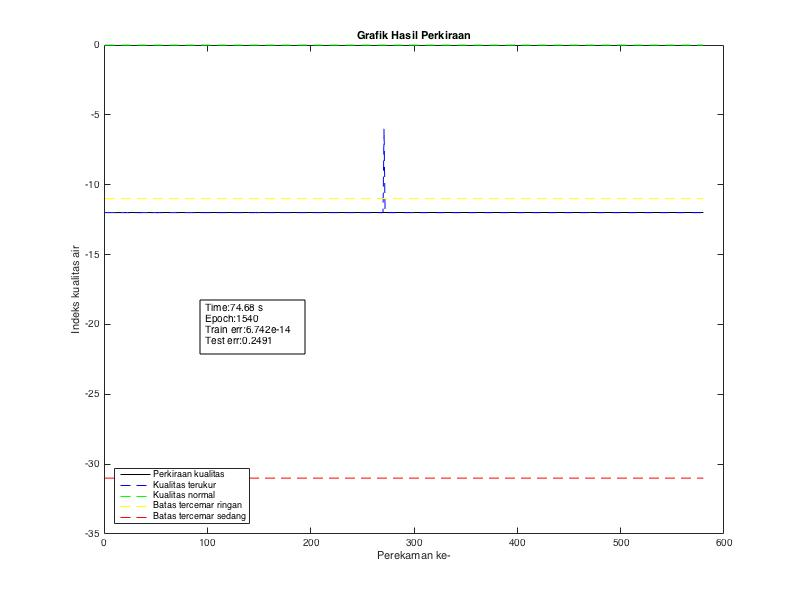 Grafik Hasil Perkiraan
0
-5
-10
-15
-20
-25
-30
-35
Indeks kualitas air
Time:74.68 s
Epoch:1540
Train err:6.742e-14
Test err:0.2491
Perkiraan kualitas
Kualitas terukur
Kualitas normal
Batas tercemar ringan
Batas tercemar sedang
0 100 200 300 400 500 600
Perekaman ke-